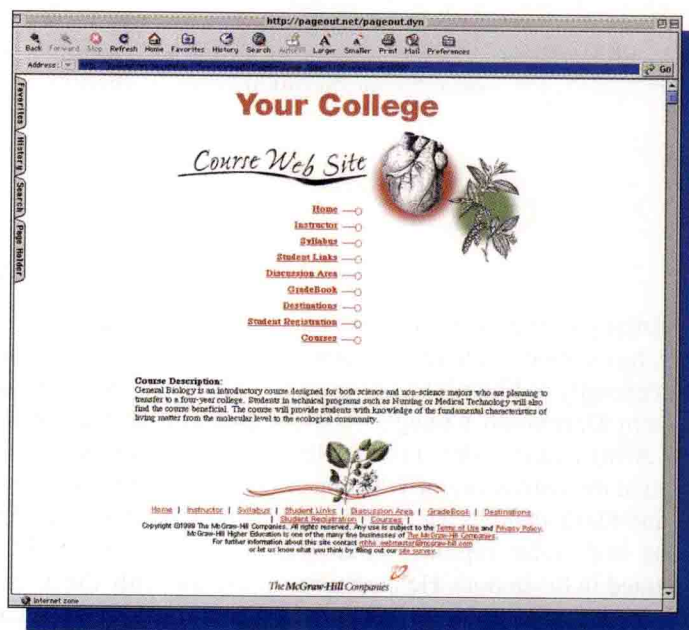 http://pageout.net/pageout.dyn
Back Forward Stop Refresh Home Favorites History Search AutoFill Larger Smaller Print Mail Preferences
Address:
Go
Favorites
History
Search
Page Holder
Your College
Course Web Site
Home
Instructor
Syllabus
Student Links
Discussion Area
GradeBook
Destinations
Student Registration
Courses
Course Description:
General Biology is an introductory course designed for both science and non-science majors who are planning to
transfer to a four-year college. Students in technical programs such as Nursing or Medical Technology will also
find the course beneficial. The course will provide students with knowledge of the fundamental characteristics of
living matter from the molecular level to the ecological community.
Home | Instructor | Syllabus | Student Links | Discussion Area | GradeBook | Destinations
| Student Registration | Courses |
Copyright ©1999 The McGraw-Hill Companies. All rights reserved. Any use is subject to the Terms of Use and Privacy Policy.
McGraw-Hill Higher Education is one of the many fine businesses of The McGraw-Hill Companies.
For further information about this site contact mhhe_webmaster@mcgraw-hill.com
or let us know what you think by filling out our site survey.
The McGraw-Hill Companies
Internet zone